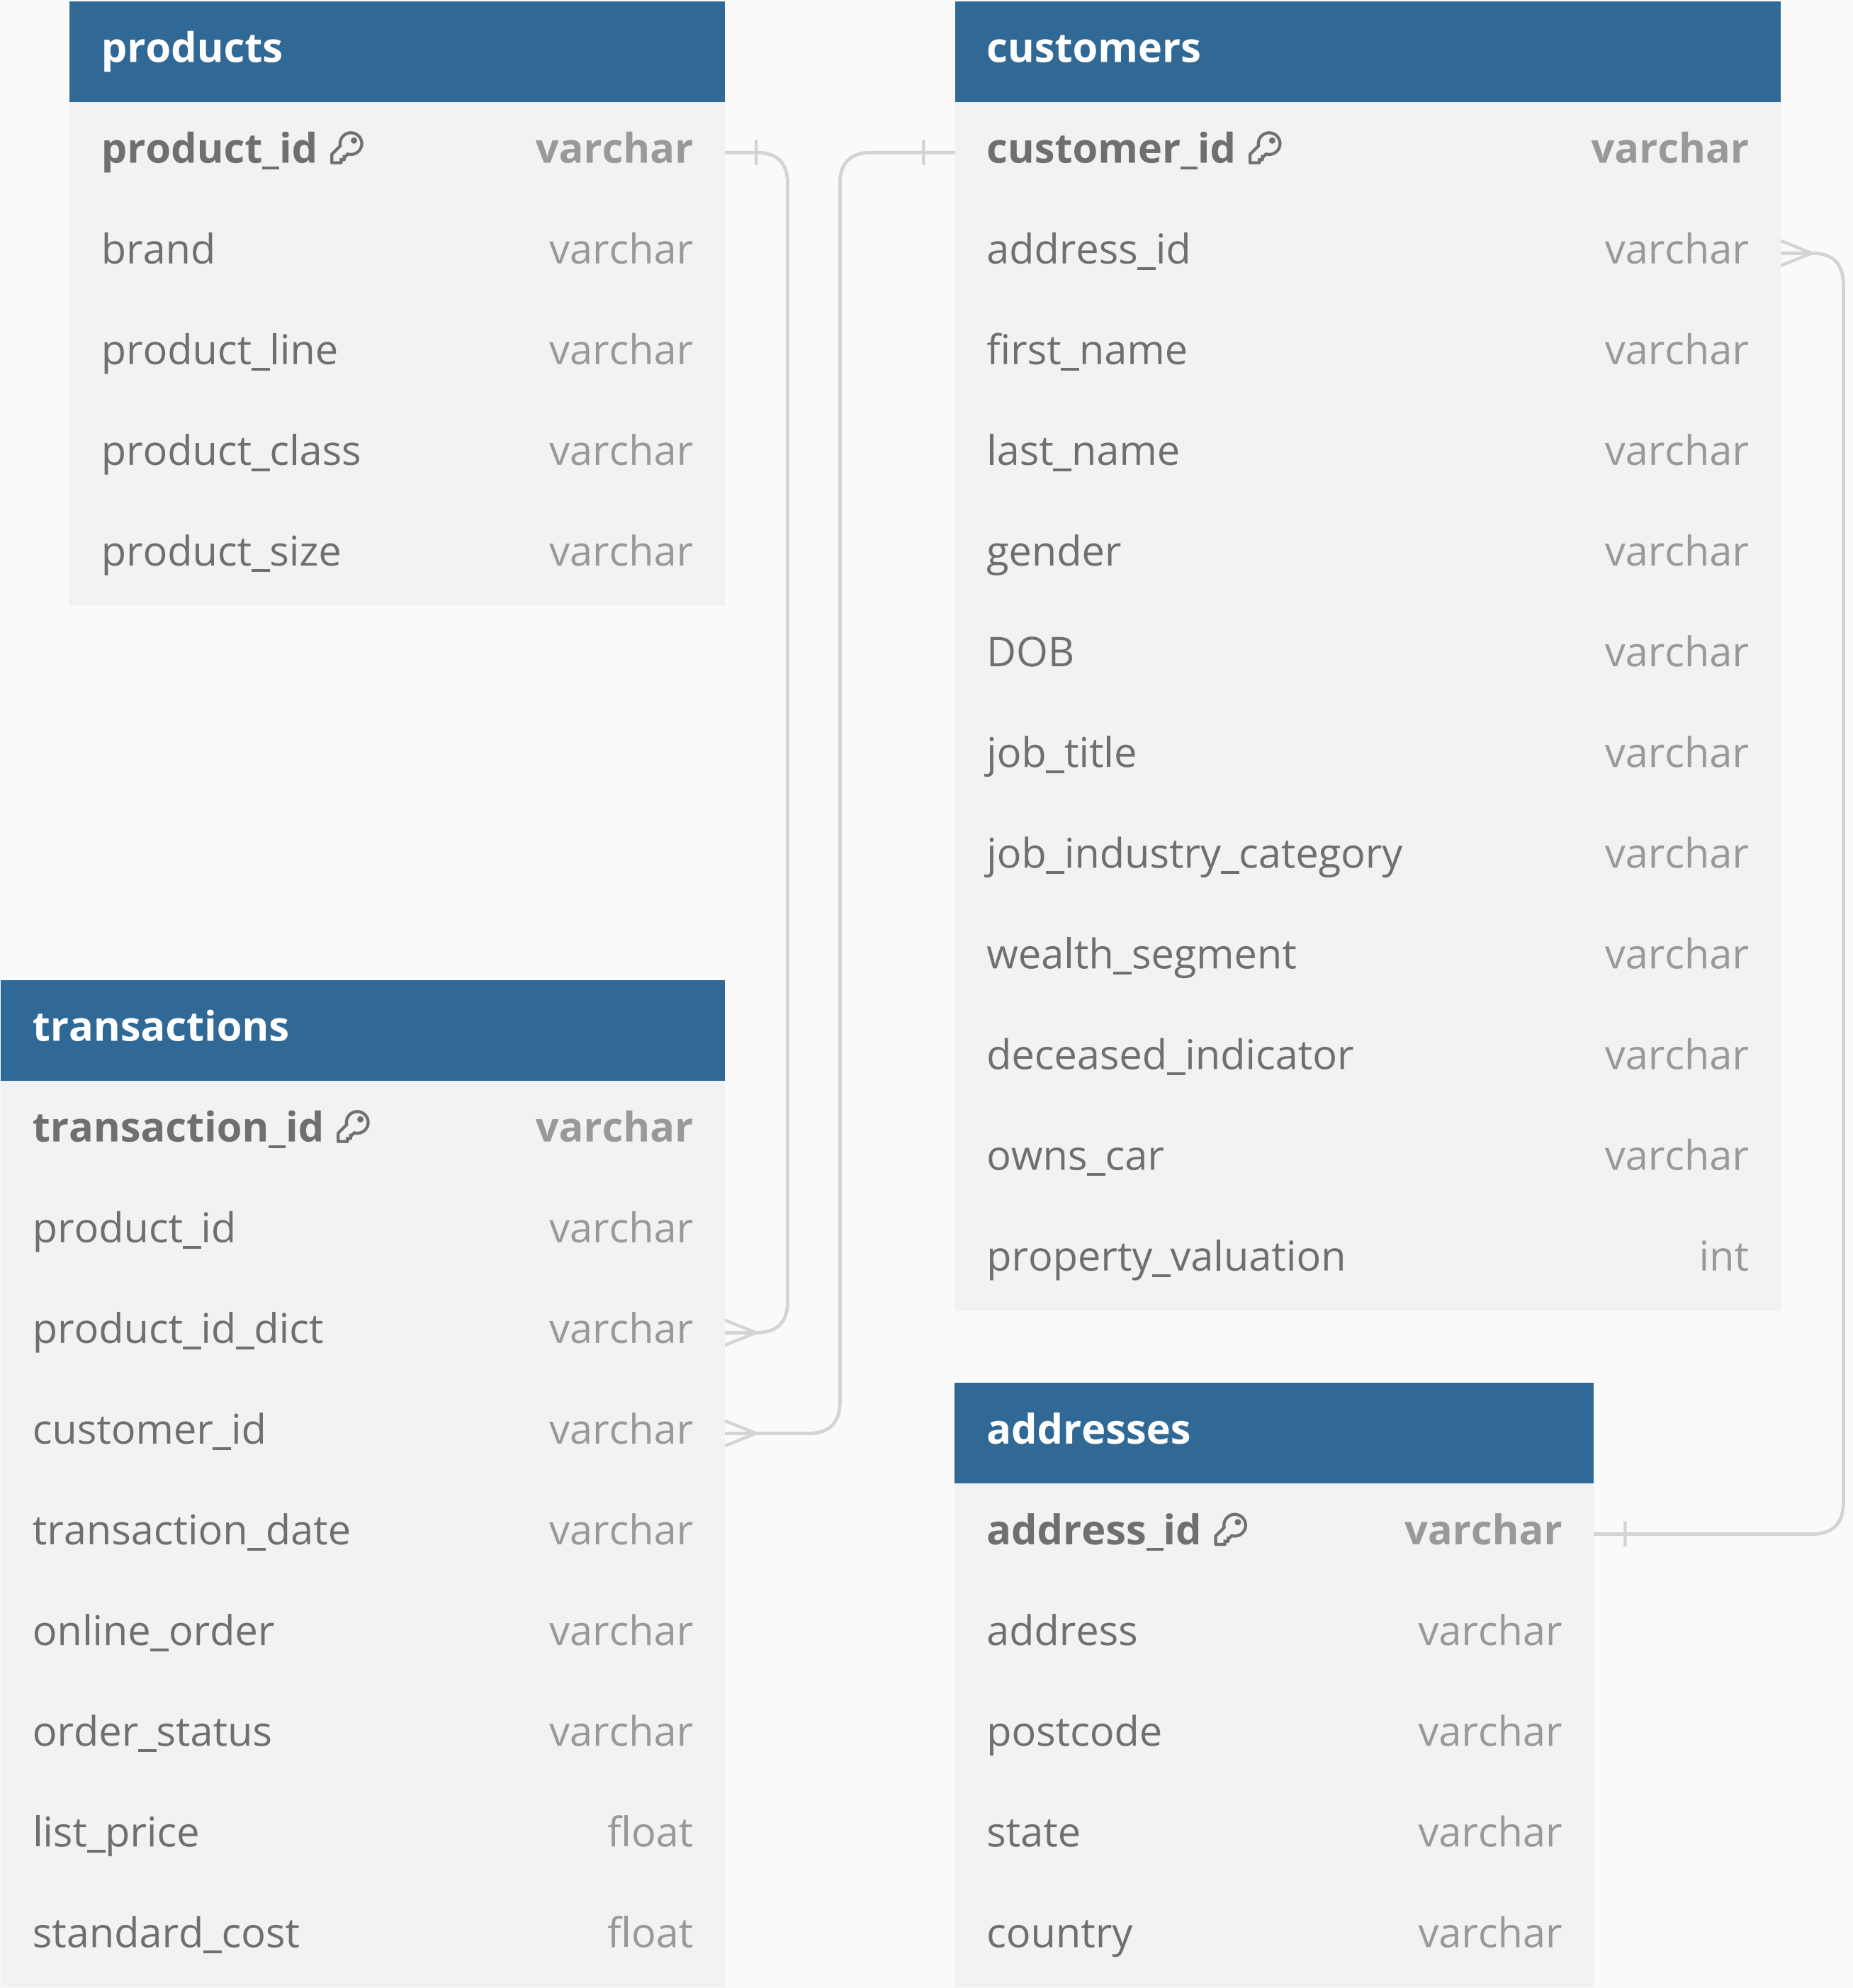 products
product_id varchar
brand varchar
product_line varchar
product_class varchar
product_size varchar
customers
customer_id varchar
address_id varchar
first_name varchar
last_name varchar
gender varchar
DOB varchar
job_title varchar
job_industry_category varchar
wealth_segment varchar
deceased_indicator varchar
owns_car varchar
property_valuation int
transactions
transaction_id varchar
product_id varchar
product_id_dict varchar
customer_id varchar
transaction_date varchar
online_order varchar
order_status varchar
list_price float
standard_cost float
addresses
address_id varchar
address varchar
postcode varchar
state varchar
country varchar